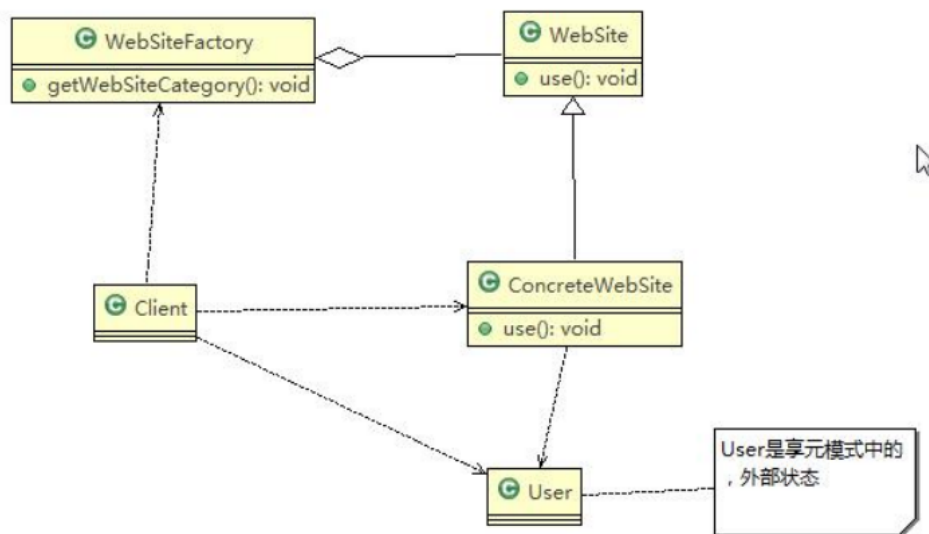 WebSiteFactory
getWebSiteCategory(): void
WebSite
use(): void
Client
ConcreteWebSite
use(): void
User
User是享元模式中的
，外部状态